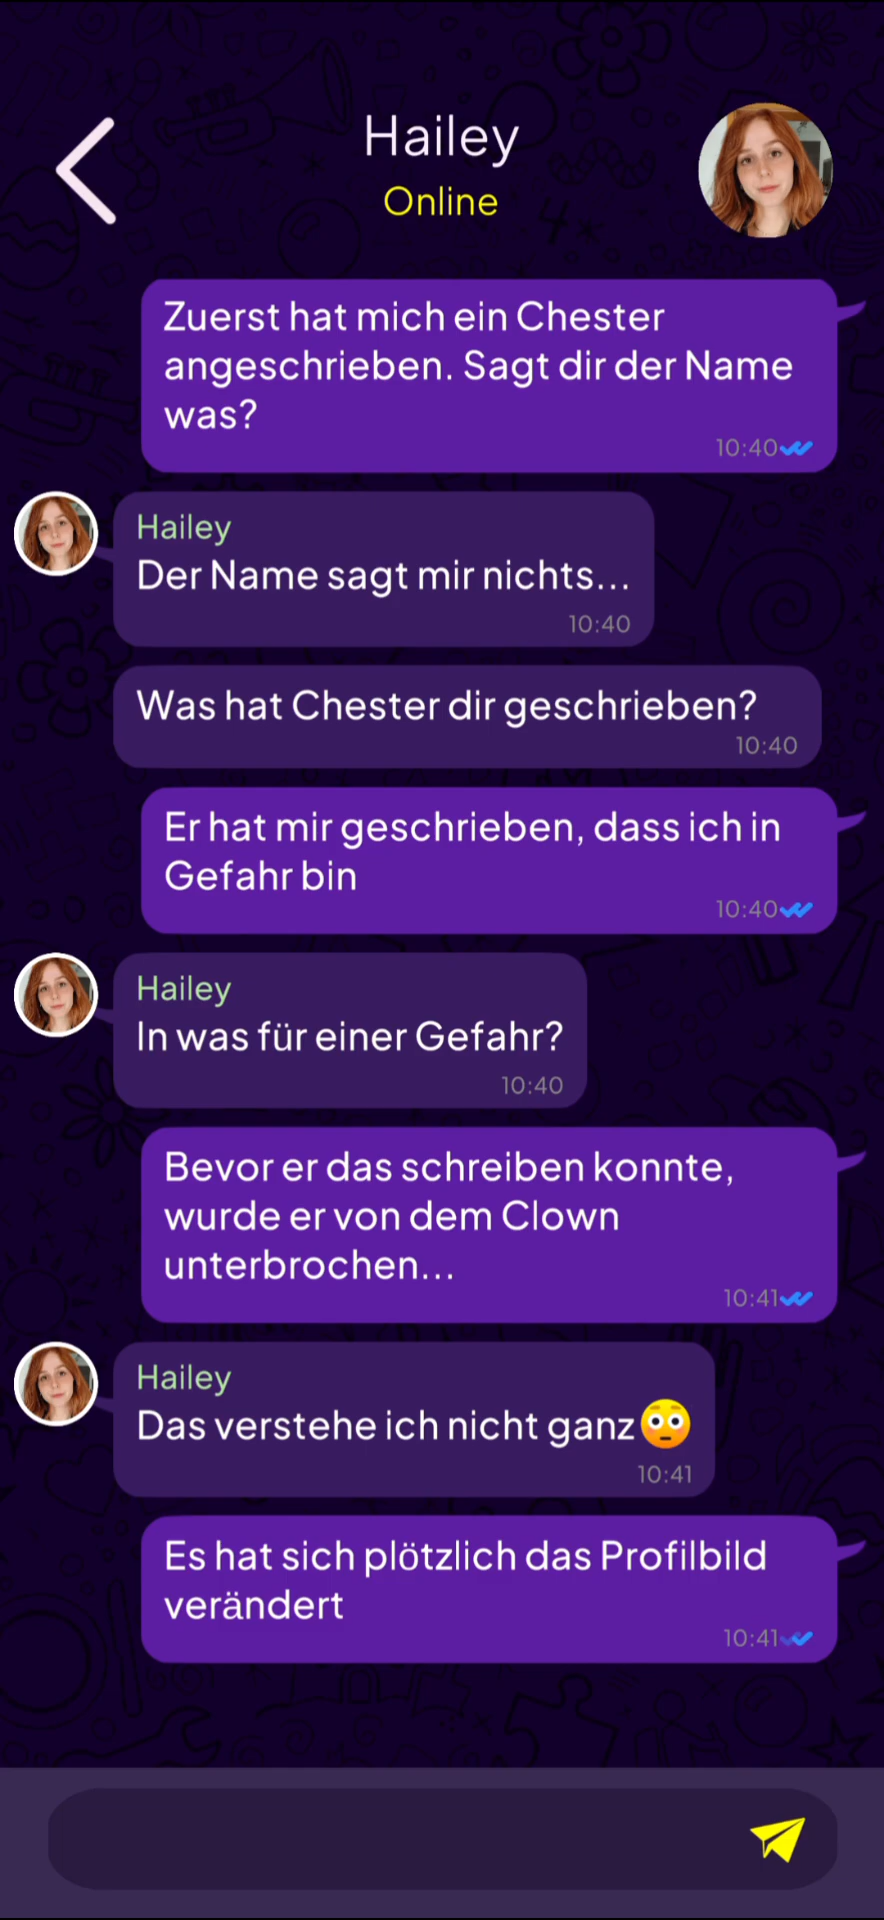 Hailey
Online
Zuerst hat mich ein Chester
angeschrieben. Sagt dir der Name
was?
10:40
Hailey
Der Name sagt mir nichts...
10:40
Was hat Chester dir geschrieben?
10:40
Er hat mir geschrieben, dass ich in
Gefahr bin
10:40
Hailey
In was für einer Gefahr?
10:40
Bevor er das schreiben konnte,
wurde er von dem Clown
unterbrochen...
10:41
Hailey
Das verstehe ich nicht ganz😳
10:41
Es hat sich plötzlich das Profilbild
verändert
10:41